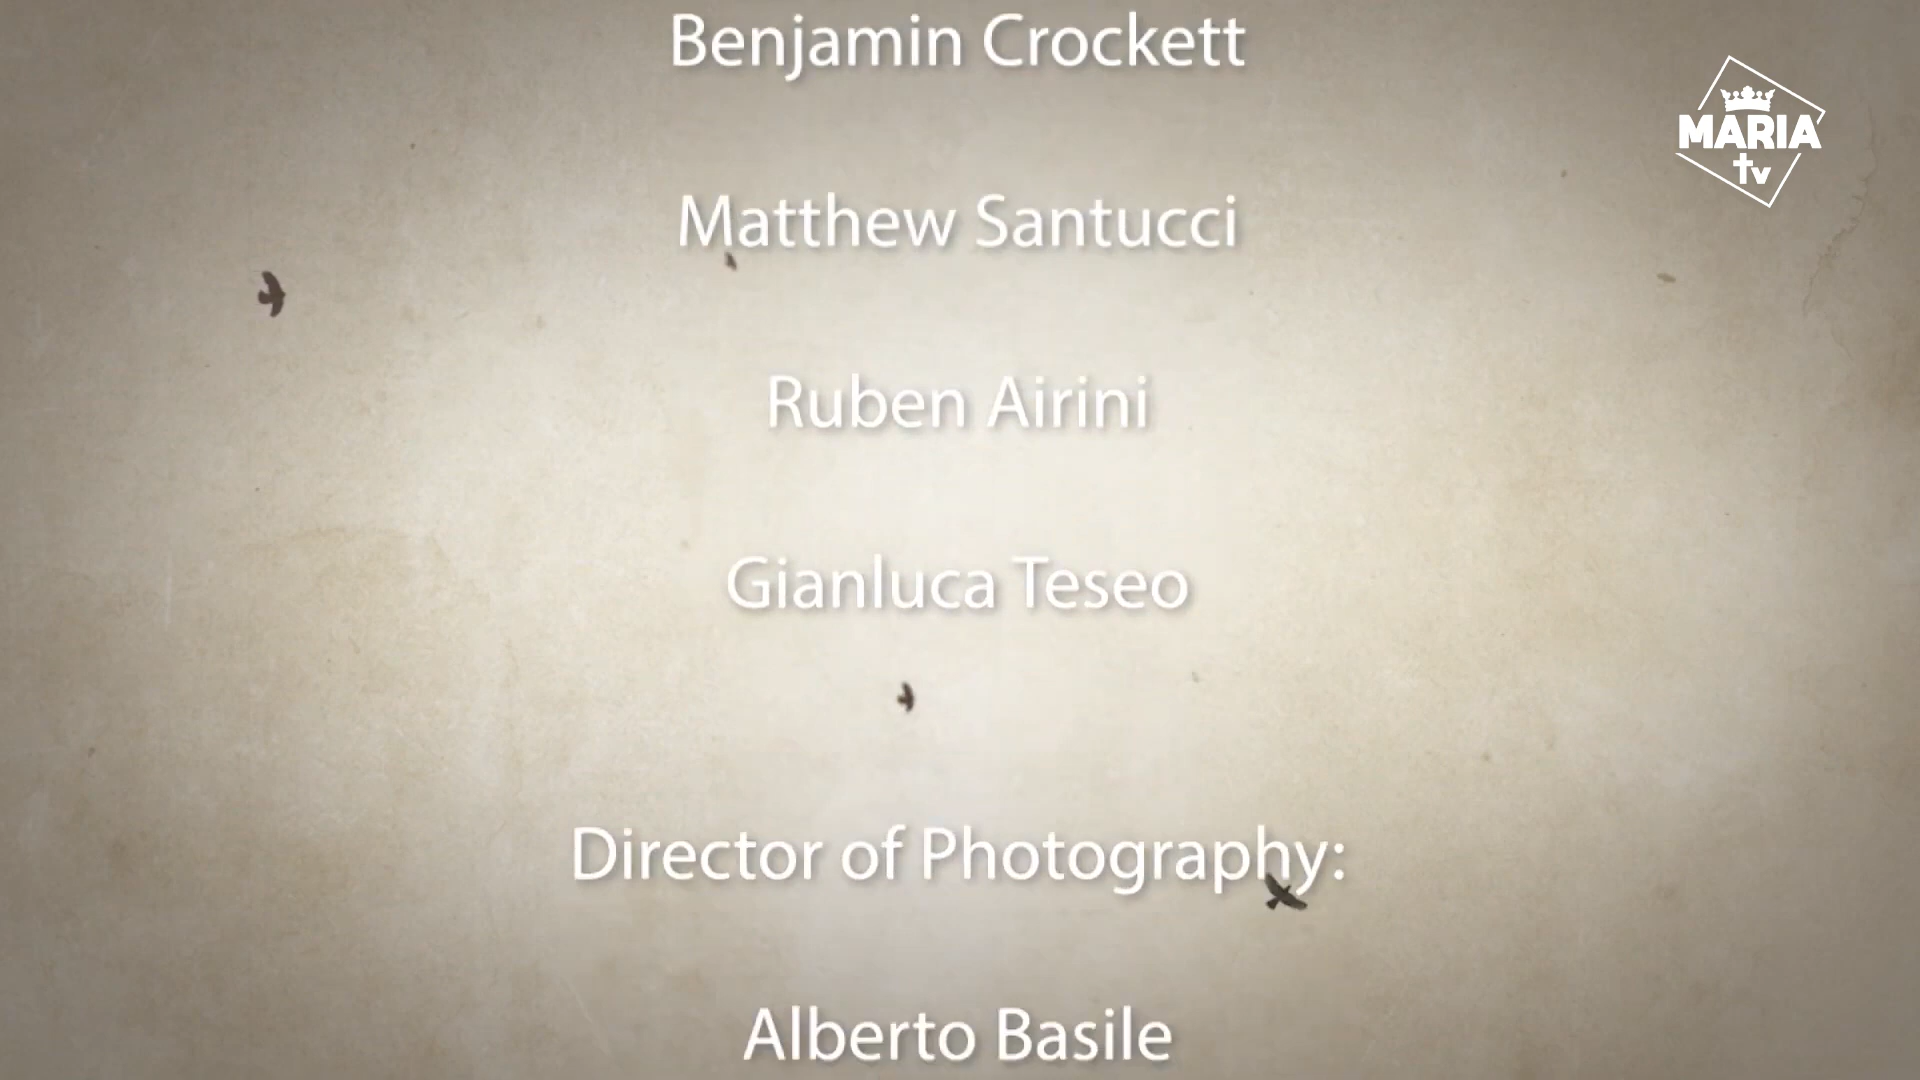 Benjamin Crockett
MARIA
tv
Matthew Santucci
Ruben Airini
Gianluca Teseo
Director of Photography:
Alberto Basile